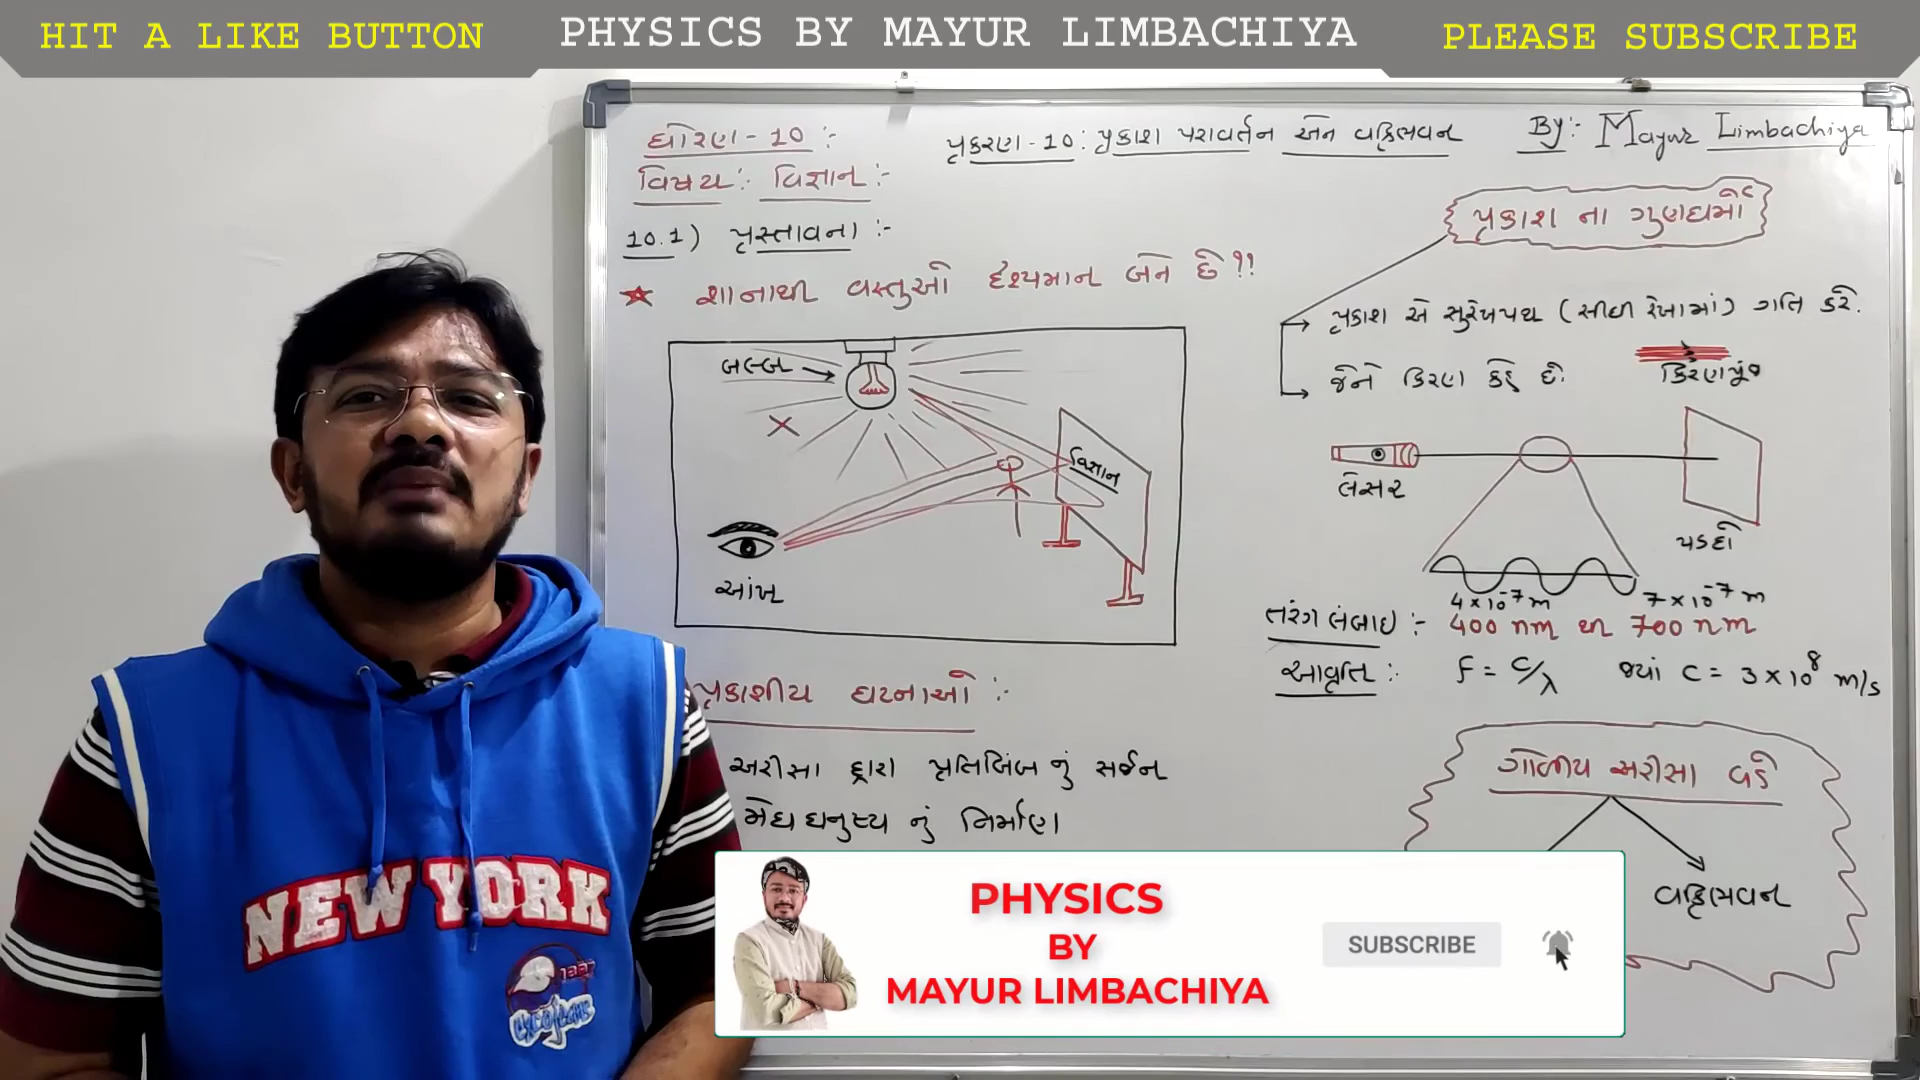 HIT A LIKE BUTTON
PHYSICS BY MAYUR LIMBACHIYA
PLEASE SUBSCRIBE
ધોરણ - 10 :-
વિષય :- વિજ્ઞાન :-
પ્રકરણ - 10 : પ્રકાશ પરાવર્તન અને વક્રિભવન
By :- Mayur Limbachiya
10.1) પ્રસ્તાવના :-
★ શાનાથી વસ્તુઓ દ્રશ્યમાન બને છે ?!
બલ્બ
વિજ્ઞાન
આંખ
પ્રકાશીય ઘટનાઓ :-
અરીસા દ્વારા પ્રતિબિંબ નું સર્જન
મેઘધનુષ્ય નું નિર્માણ
પ્રકાશ ના ગુણધર્મો
પ્રકાશ એ સુરેખપથ (સીધી રેખામાં) ગતિ કરે.
જેને કિરણ કહે છે.
કિરણપૂંજ
લેસર
પડદો
4 × 10⁻⁷ m 7 × 10⁻⁷ m
તરંગલંબાઇ :- 400 nm થી 700 nm
આવૃત્તિ :- f = c/λ જ્યાં c = 3 × 10⁸ m/s
ગોળીય અરીસા વડે
વક્રિભવન
NEW YORK
PHYSICS
BY
MAYUR LIMBACHIYA
SUBSCRIBE